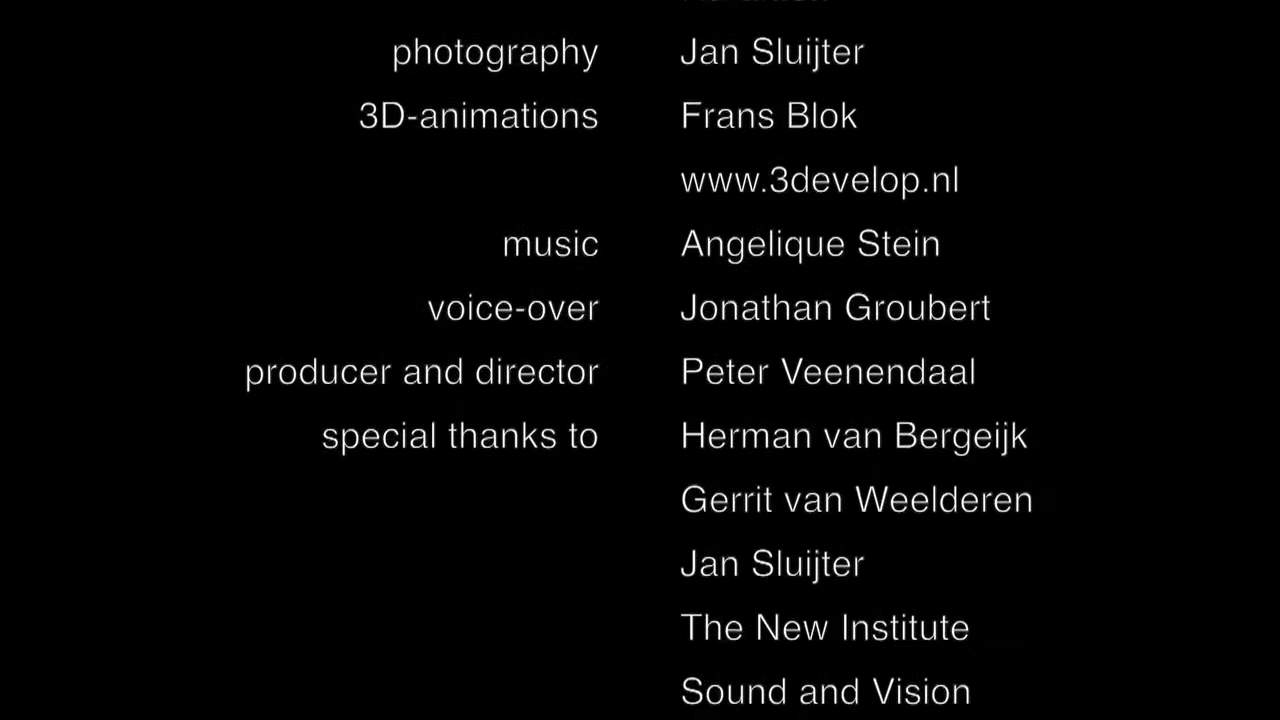 photography Jan Sluijter
3D-animations Frans Blok
www.3develop.nl
music Angelique Stein
voice-over Jonathan Groubert
producer and director Peter Veenendaal
special thanks to Herman van Bergeijk
Gerrit van Weelderen
Jan Sluijter
The New Institute
Sound and Vision